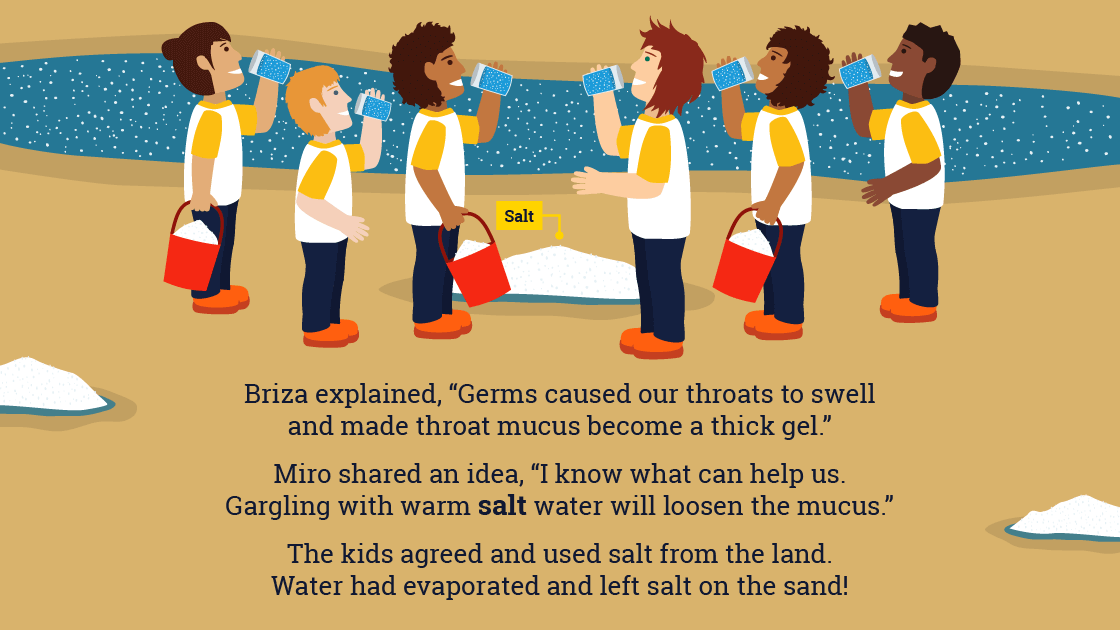 Salt
Briza explained, “Germs caused our throats to swell
and made throat mucus become a thick gel.”
Miro shared an idea, “I know what can help us.
Gargling with warm salt water will loosen the mucus.”
The kids agreed and used salt from the land.
Water had evaporated and left salt on the sand!